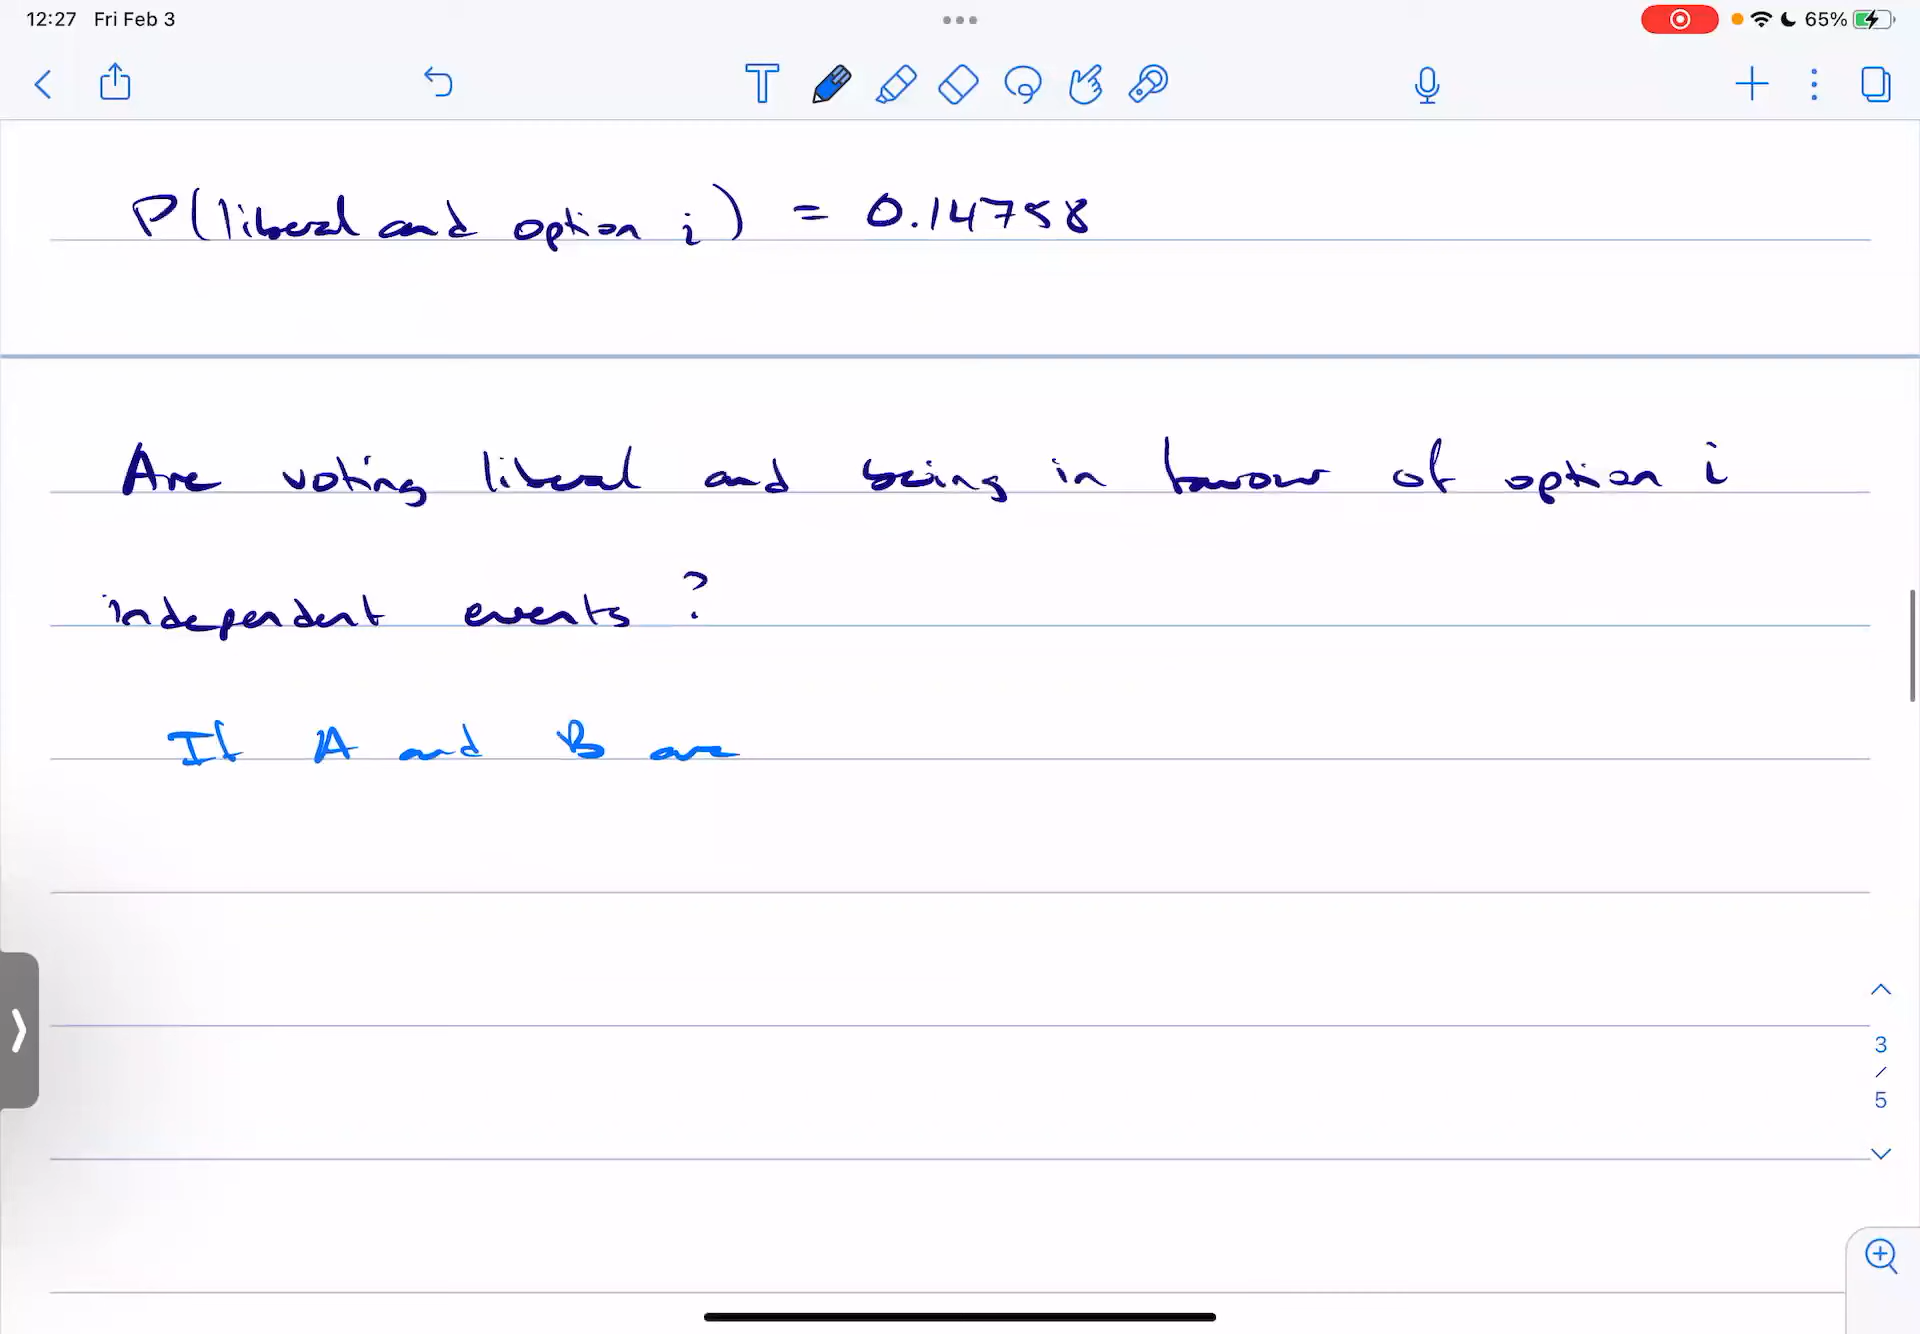 12:27 Fri Feb 3
65%
T
P(liberal and option i) = 0.14758
Are voting liberal and being in favour of option i
independent events ?
If A and B are
3
/
5